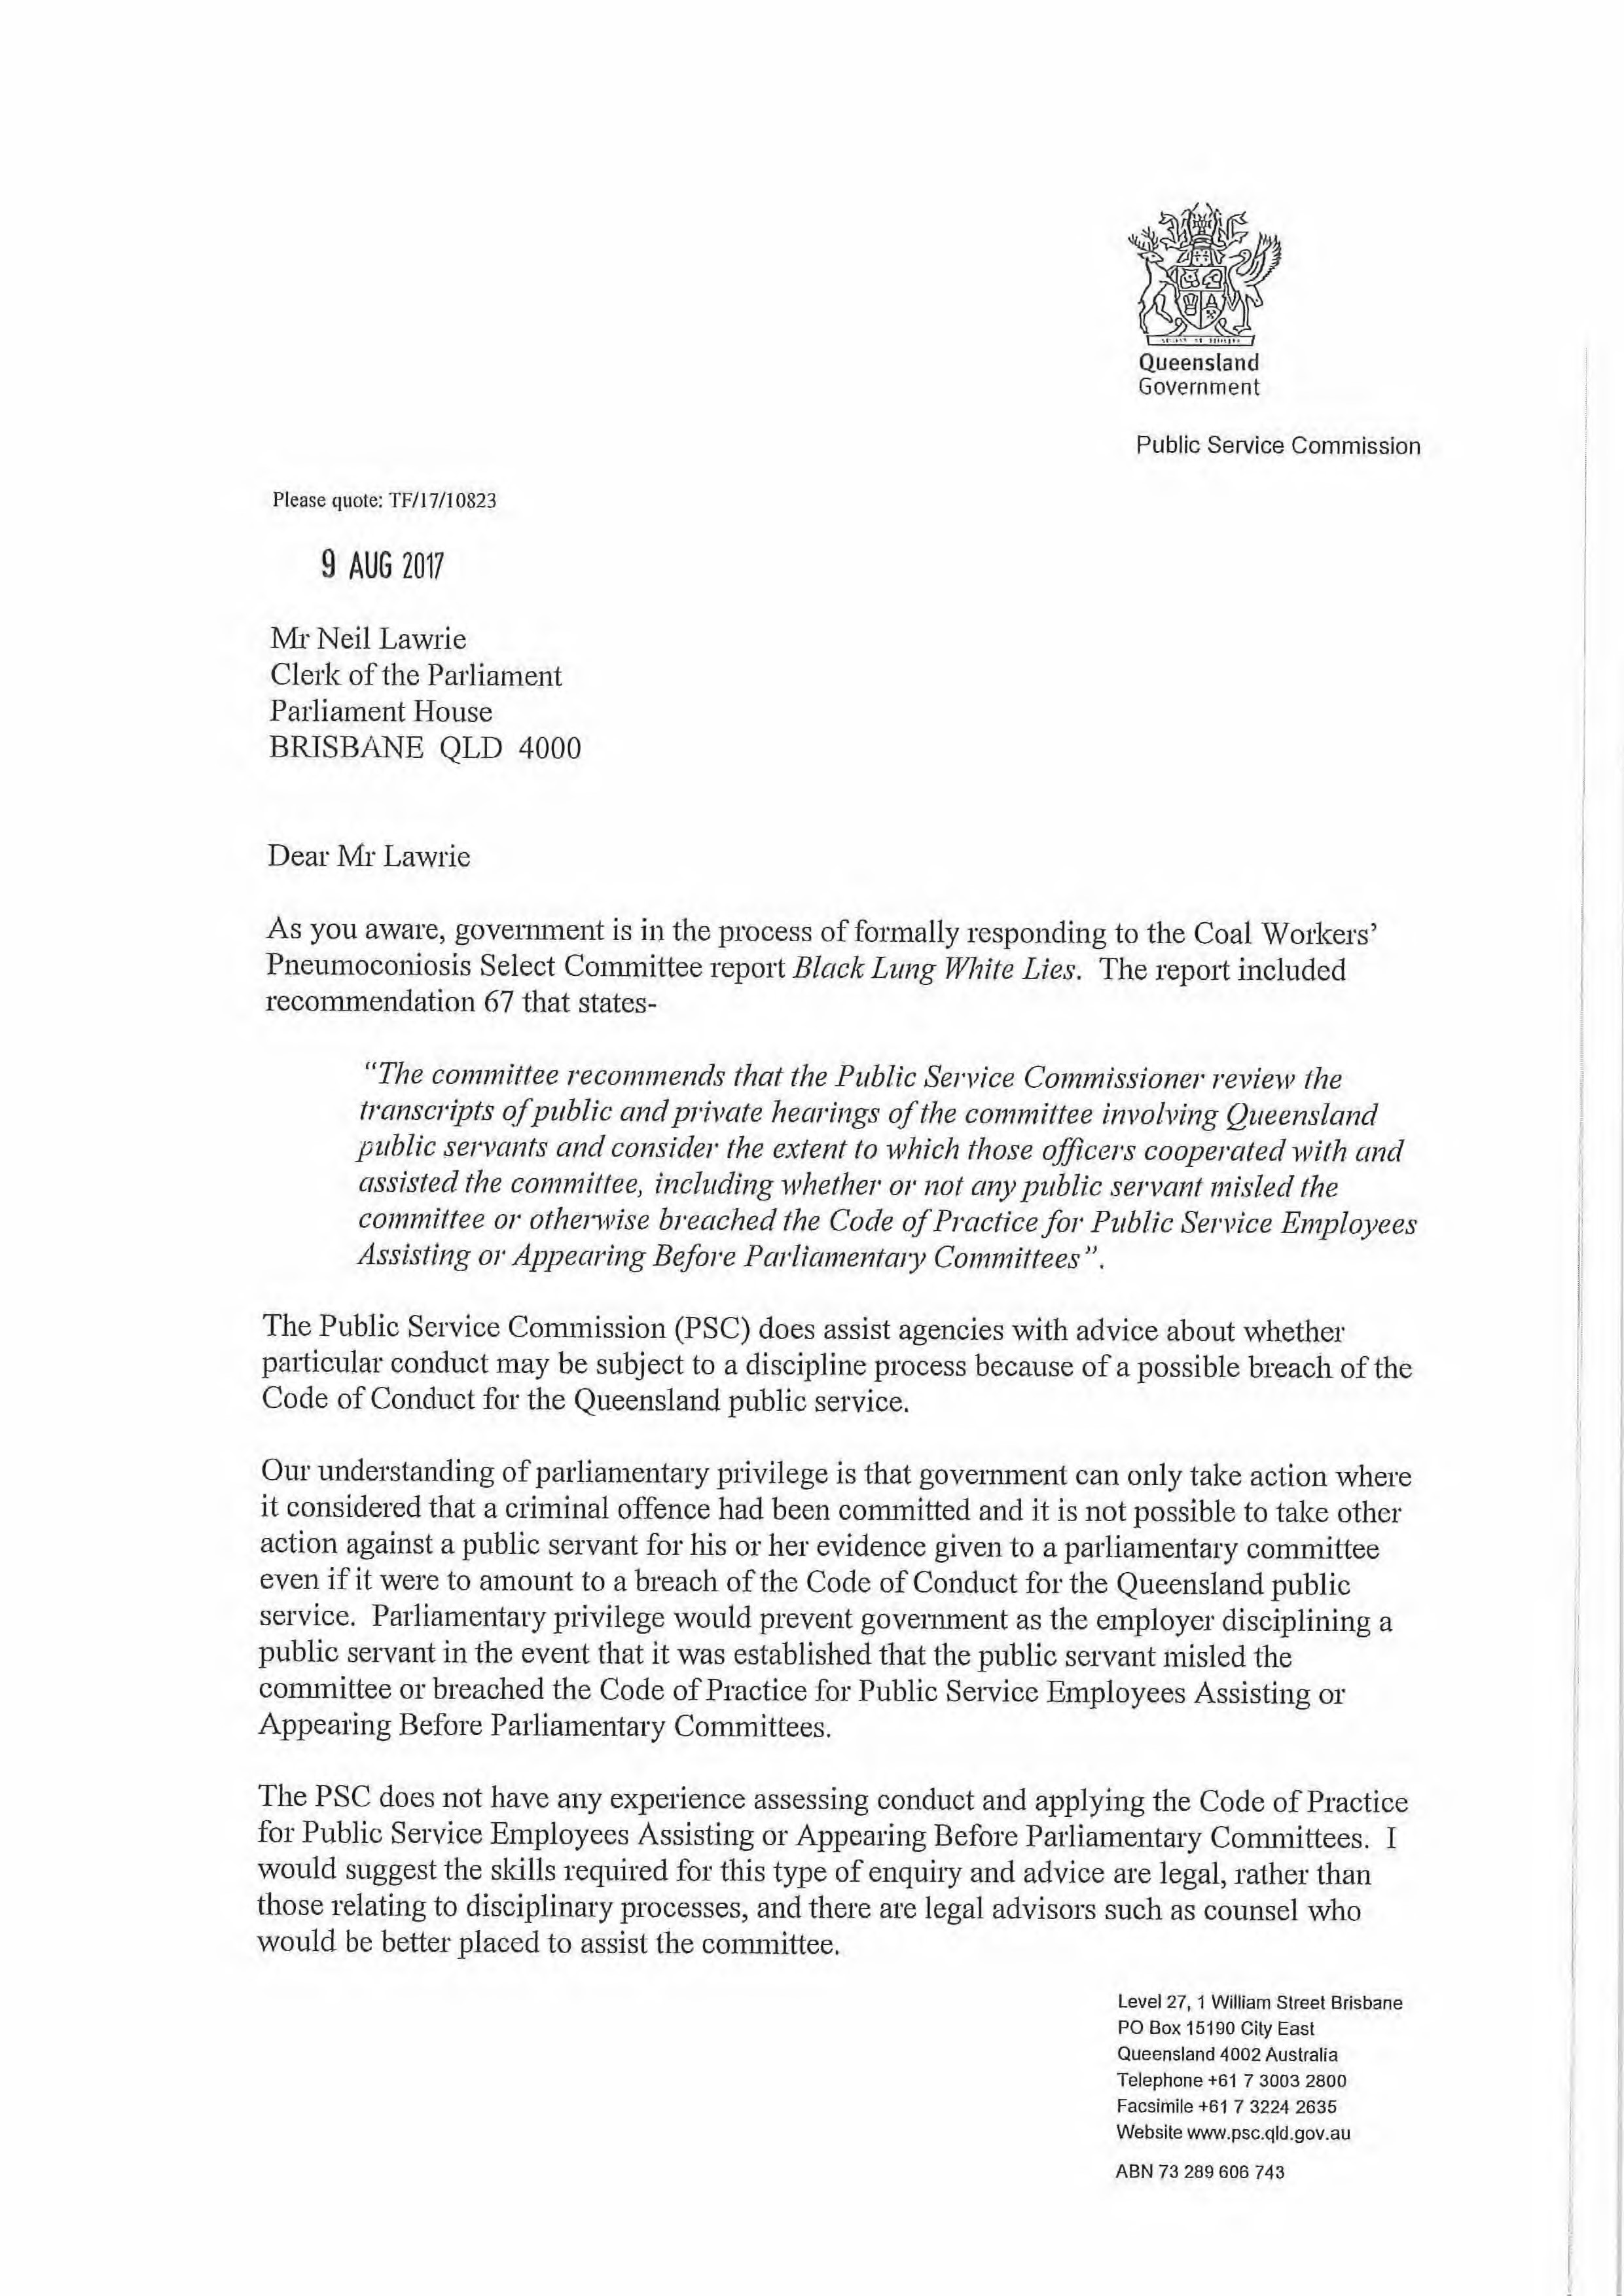 Queensland
Government
Public Service Commission
Please quote: TF/17/10823
9 AUG 2017
Mr Neil Lawrie
Clerk of the Parliament
Parliament House
BRISBANE QLD 4000
Dear Mr Lawrie
As you aware, government is in the process of formally responding to the Coal Workers’
Pneumoconiosis Select Committee report Black Lung White Lies. The report included
recommendation 67 that states-
“The committee recommends that the Public Service Commissioner review the
transcripts of public and private hearings of the committee involving Queensland
public servants and consider the extent to which those officers cooperated with and
assisted the committee, including whether or not any public servant misled the
committee or otherwise breached the Code of Practice for Public Service Employees
Assisting or Appearing Before Parliamentary Committees”.
The Public Service Commission (PSC) does assist agencies with advice about whether
particular conduct may be subject to a discipline process because of a possible breach of the
Code of Conduct for the Queensland public service.
Our understanding of parliamentary privilege is that government can only take action where
it considered that a criminal offence had been committed and it is not possible to take other
action against a public servant for his or her evidence given to a parliamentary committee
even if it were to amount to a breach of the Code of Conduct for the Queensland public
service. Parliamentary privilege would prevent government as the employer disciplining a
public servant in the event that it was established that the public servant misled the
committee or breached the Code of Practice for Public Service Employees Assisting or
Appearing Before Parliamentary Committees.
The PSC does not have any experience assessing conduct and applying the Code of Practice
for Public Service Employees Assisting or Appearing Before Parliamentary Committees. I
would suggest the skills required for this type of enquiry and advice are legal, rather than
those relating to disciplinary processes, and there are legal advisors such as counsel who
would be better placed to assist the committee.
Level 27, 1 William Street Brisbane
PO Box 15190 City East
Queensland 4002 Australia
Telephone +61 7 3003 2800
Facsimile +61 7 3224 2635
Website www.psc.qld.gov.au
ABN 73 289 606 743